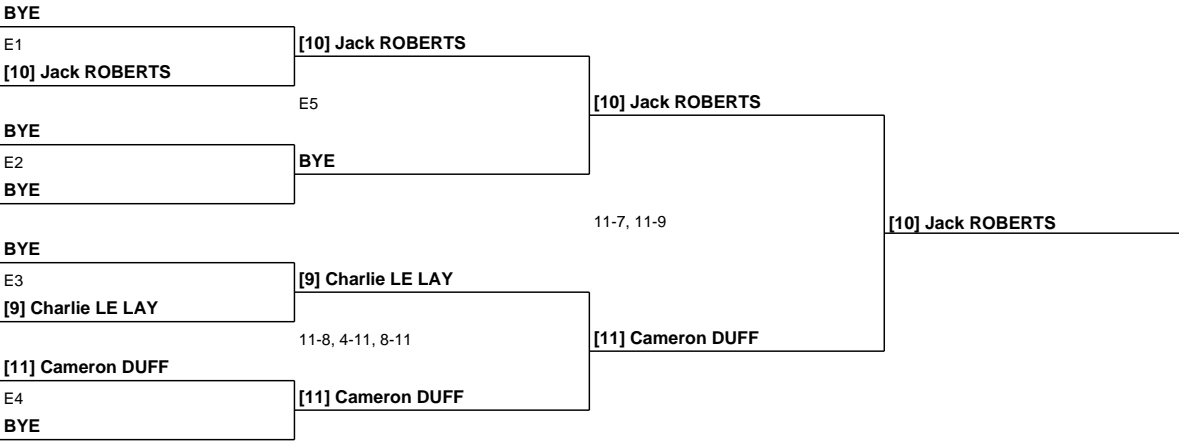 BYE
E1
[10] Jack ROBERTS
[10] Jack ROBERTS
E5
[10] Jack ROBERTS
BYE
E2
BYE
BYE
11-7, 11-9
[10] Jack ROBERTS
BYE
E3
[9] Charlie LE LAY
[9] Charlie LE LAY
11-8, 4-11, 8-11
[11] Cameron DUFF
[11] Cameron DUFF
E4
[11] Cameron DUFF
BYE